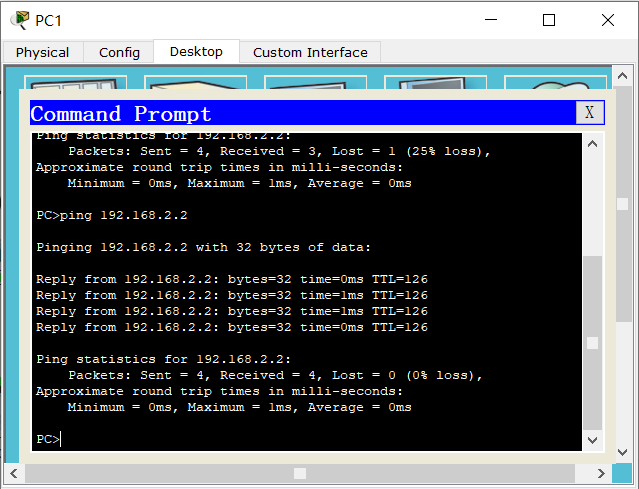 PC1
Physical Config Desktop Custom Interface
Command Prompt X
Ping statistics for 192.168.2.2:
Packets: Sent = 4, Received = 3, Lost = 1 (25% loss),
Approximate round trip times in milli-seconds:
Minimum = 0ms, Maximum = 1ms, Average = 0ms
PC>ping 192.168.2.2
Pinging 192.168.2.2 with 32 bytes of data:
Reply from 192.168.2.2: bytes=32 time=0ms TTL=126
Reply from 192.168.2.2: bytes=32 time=1ms TTL=126
Reply from 192.168.2.2: bytes=32 time=1ms TTL=126
Reply from 192.168.2.2: bytes=32 time=0ms TTL=126
Ping statistics for 192.168.2.2:
Packets: Sent = 4, Received = 4, Lost = 0 (0% loss),
Approximate round trip times in milli-seconds:
Minimum = 0ms, Maximum = 1ms, Average = 0ms
PC>